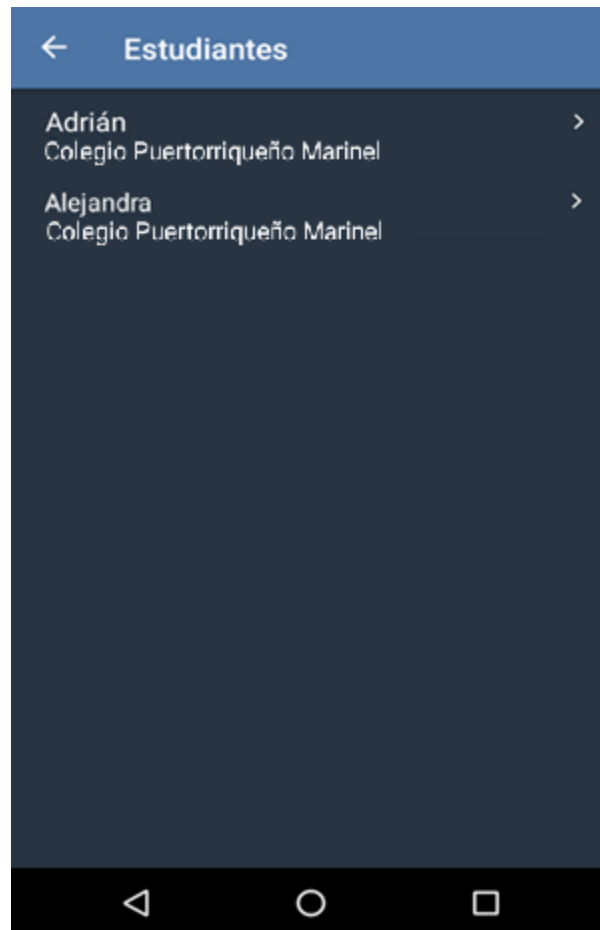 Estudiantes
Adrián
Colegio Puertorriqueño Marinel
Alejandra
Colegio Puertorriqueño Marinel